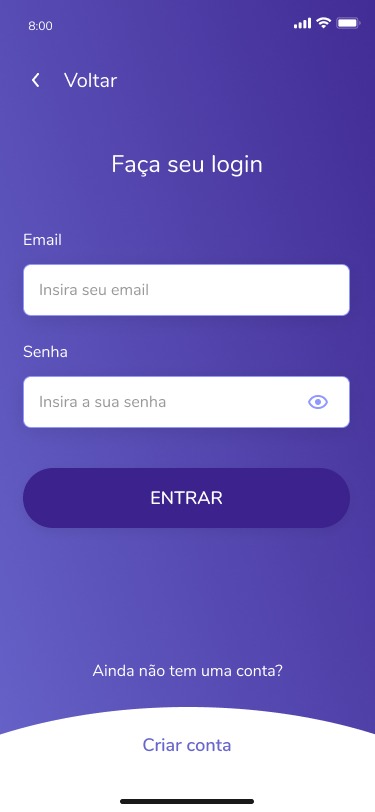 8:00
Voltar
Faça seu login
Email
Insira seu email
Senha
Insira a sua senha
ENTRAR
Ainda não tem uma conta?
Criar conta